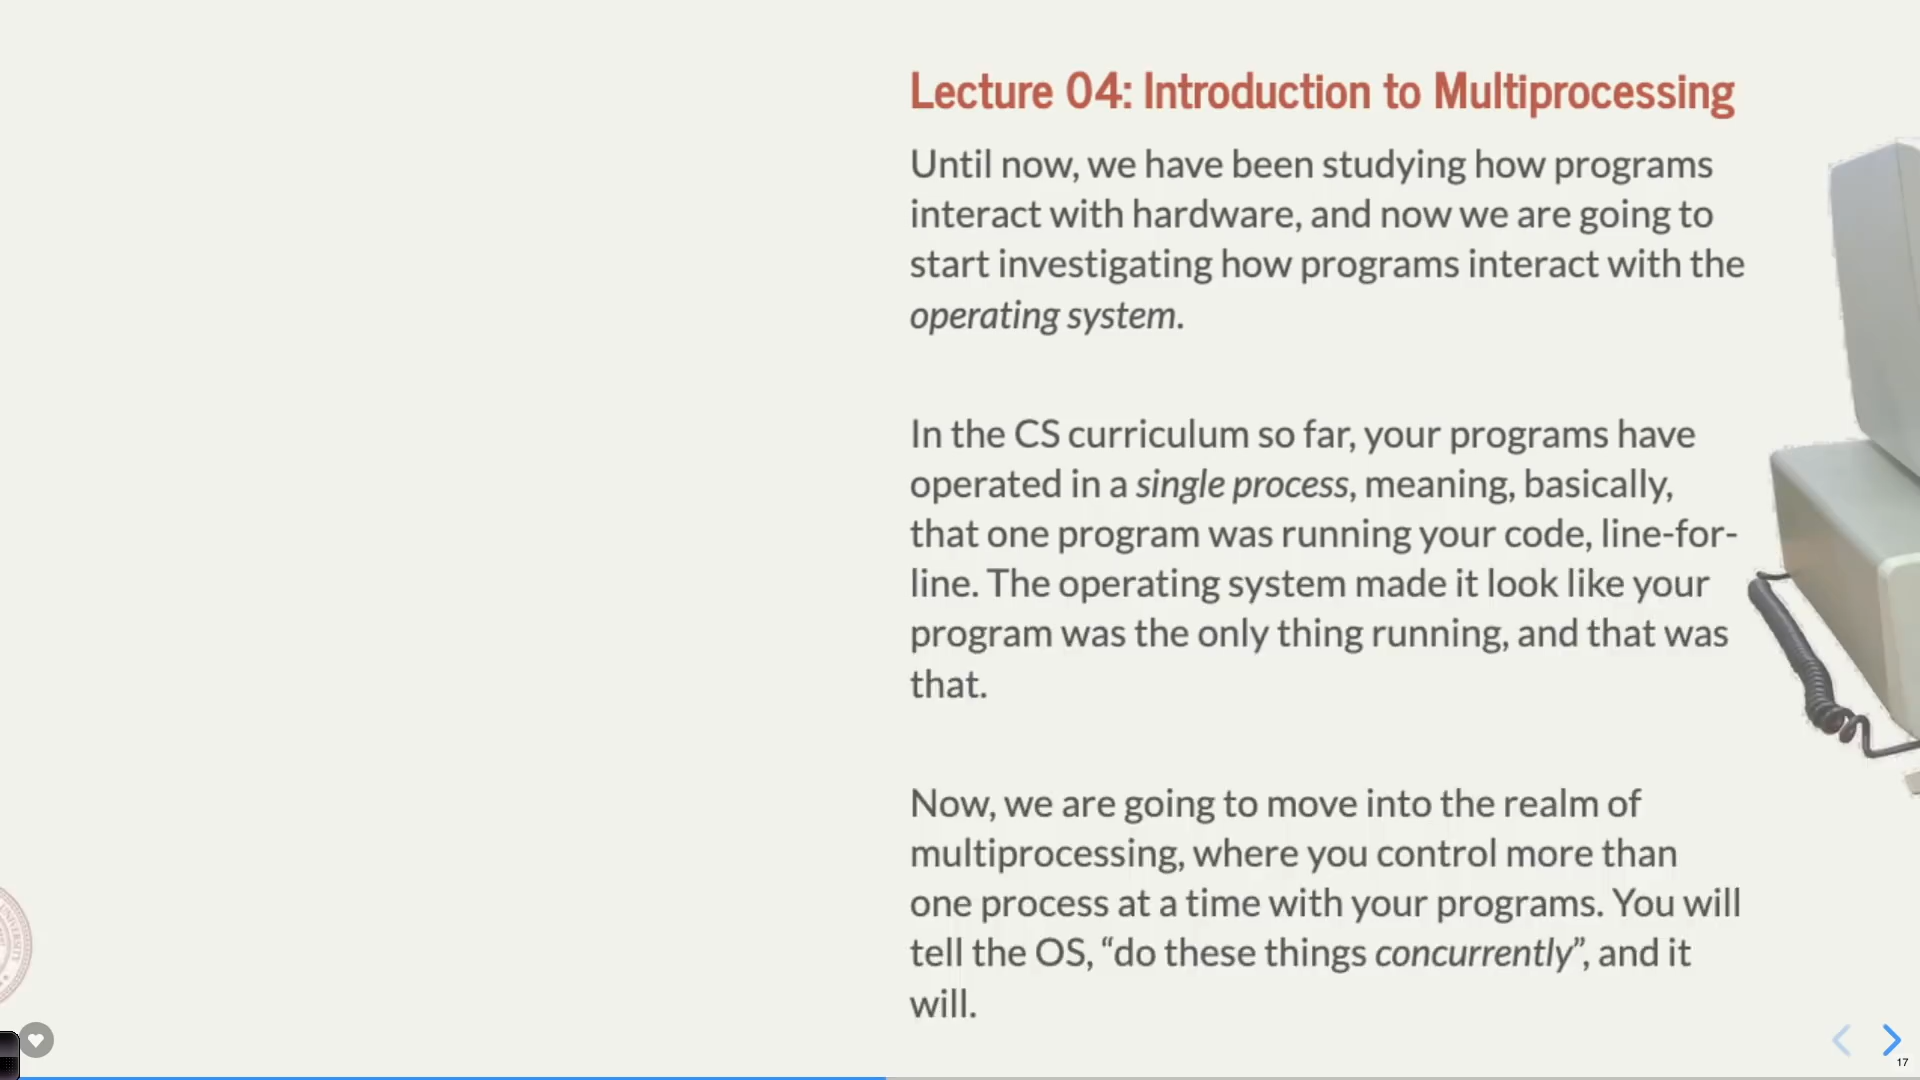 Lecture 04: Introduction to Multiprocessing
Until now, we have been studying how programs
interact with hardware, and now we are going to
start investigating how programs interact with the
operating system.
In the CS curriculum so far, your programs have
operated in a single process, meaning, basically,
that one program was running your code, line-for-
line. The operating system made it look like your
program was the only thing running, and that was
that.
Now, we are going to move into the realm of
multiprocessing, where you control more than
one process at a time with your programs. You will
tell the OS, “do these things concurrently”, and it
will.
UNIVERSITY
17